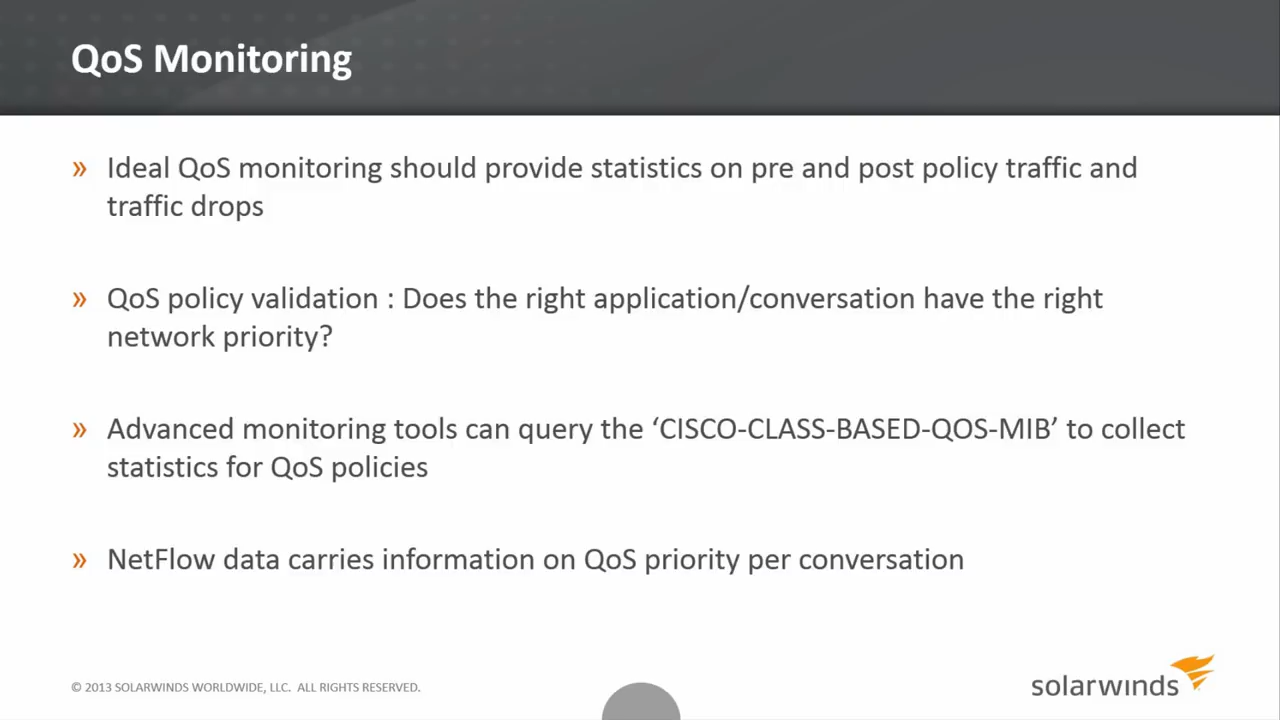 QoS Monitoring
» Ideal QoS monitoring should provide statistics on pre and post policy traffic and
traffic drops
» QoS policy validation : Does the right application/conversation have the right
network priority?
» Advanced monitoring tools can query the ‘CISCO-CLASS-BASED-QOS-MIB’ to collect
statistics for QoS policies
» NetFlow data carries information on QoS priority per conversation
© 2013 SOLARWINDS WORLDWIDE, LLC. ALL RIGHTS RESERVED.
solarwinds